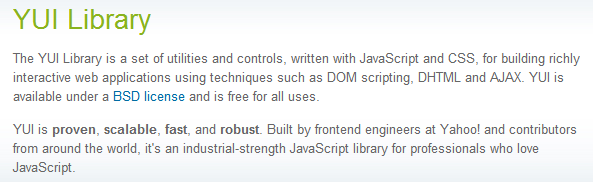 YUI Library
The YUI Library is a set of utilities and controls, written with JavaScript and CSS, for building richly
interactive web applications using techniques such as DOM scripting, DHTML and AJAX. YUI is
available under a BSD license and is free for all uses.
YUI is proven, scalable, fast, and robust. Built by frontend engineers at Yahoo! and contributors
from around the world, it's an industrial-strength JavaScript library for professionals who love
JavaScript.